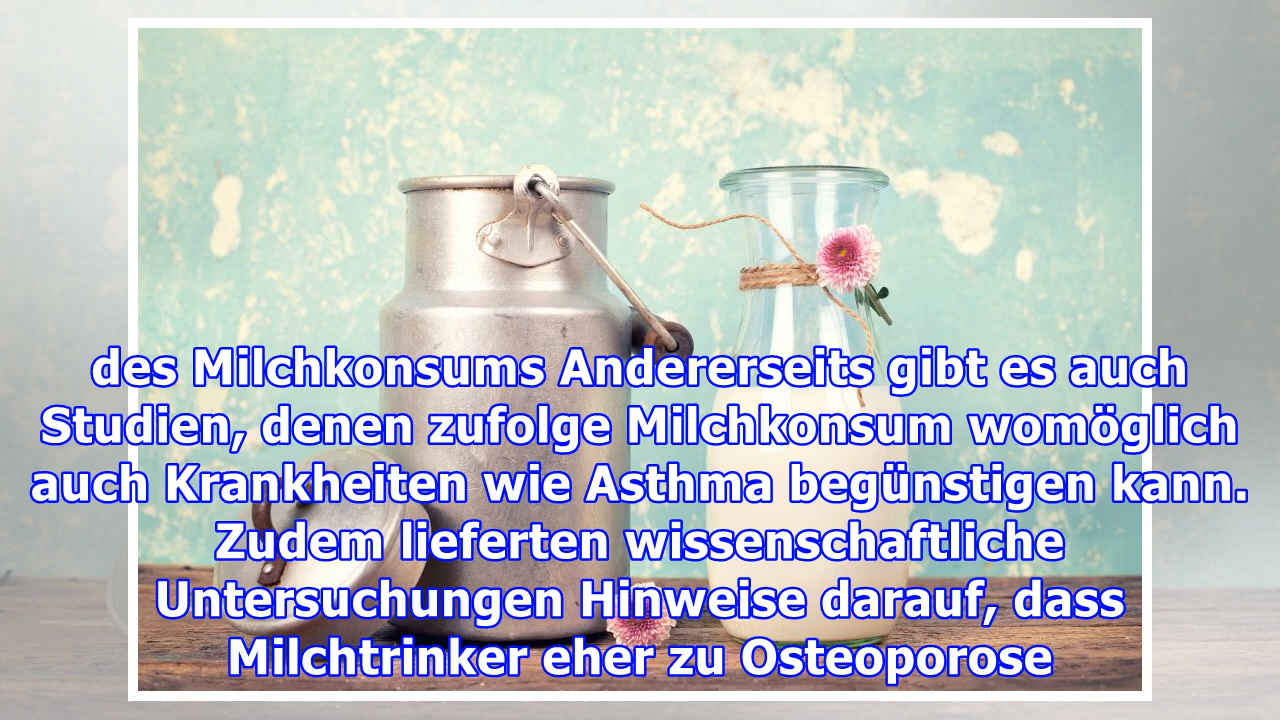 des Milchkonsums Andererseits gibt es auch
Studien, denen zufolge Milchkonsum womöglich
auch Krankheiten wie Asthma begünstigen kann.
Zudem lieferten wissenschaftliche
Untersuchungen Hinweise darauf, dass
Milchtrinker eher zu Osteoporose